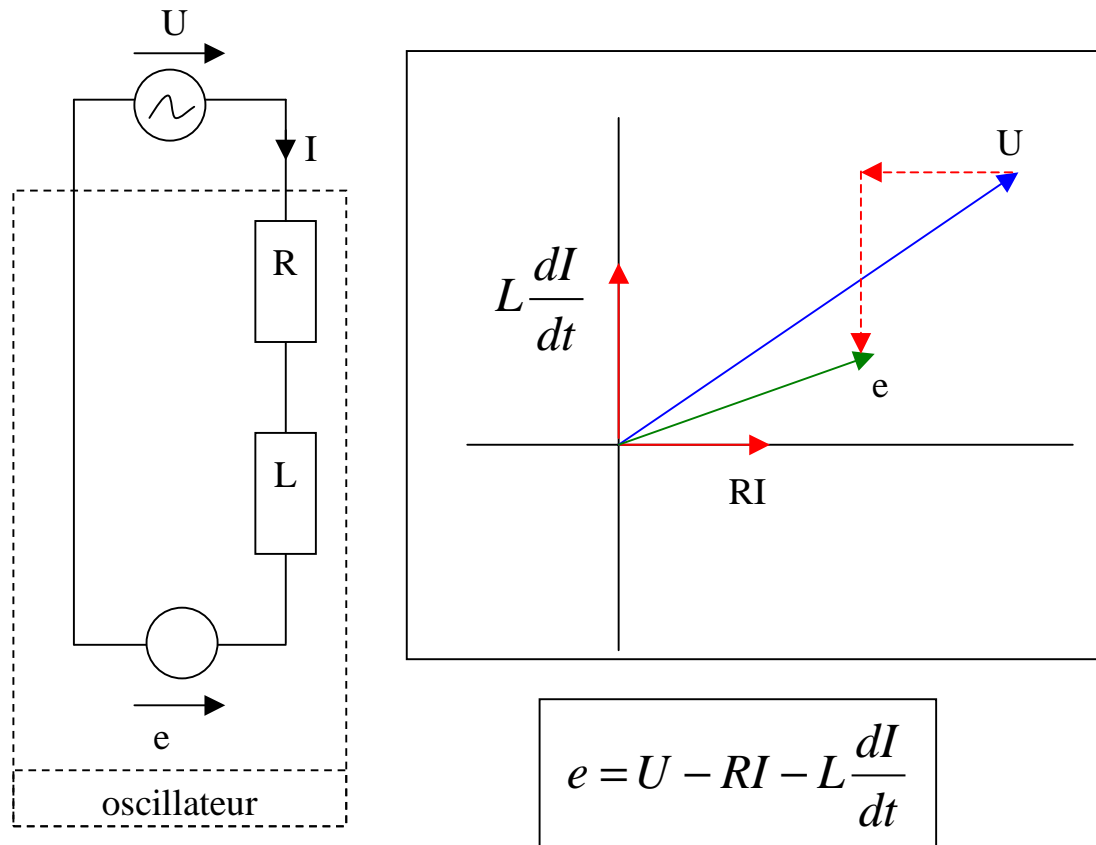 U
I
R
L
e
oscillateur
U
L dI/dt
e
RI
e = U − RI − L dI/dt